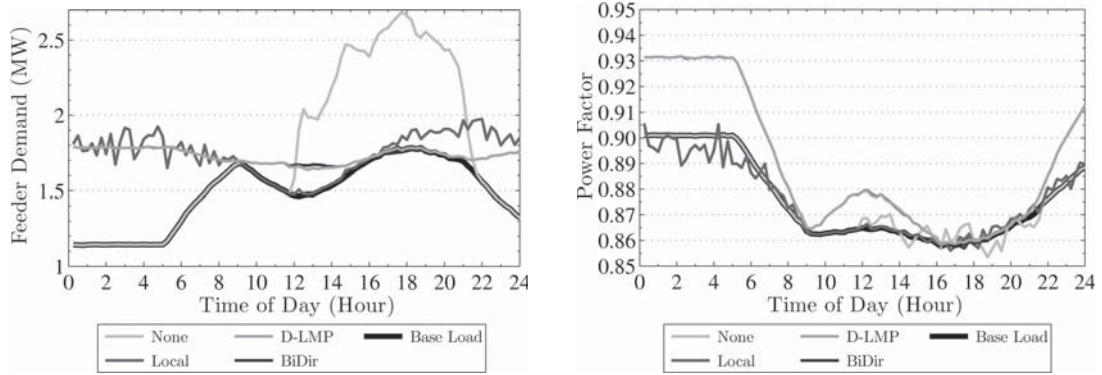 Feeder Demand (MW)
2.5
2
1.5
1
0 2 4 6 8 10 12 14 16 18 20 22 24
Time of Day (Hour)
None D-LMP Base Load
Local BiDir
Power Factor
0.95
0.94
0.93
0.92
0.91
0.90
0.89
0.88
0.87
0.86
0.85
0 2 4 6 8 10 12 14 16 18 20 22 24
Time of Day (Hour)
None D-LMP Base Load
Local BiDir